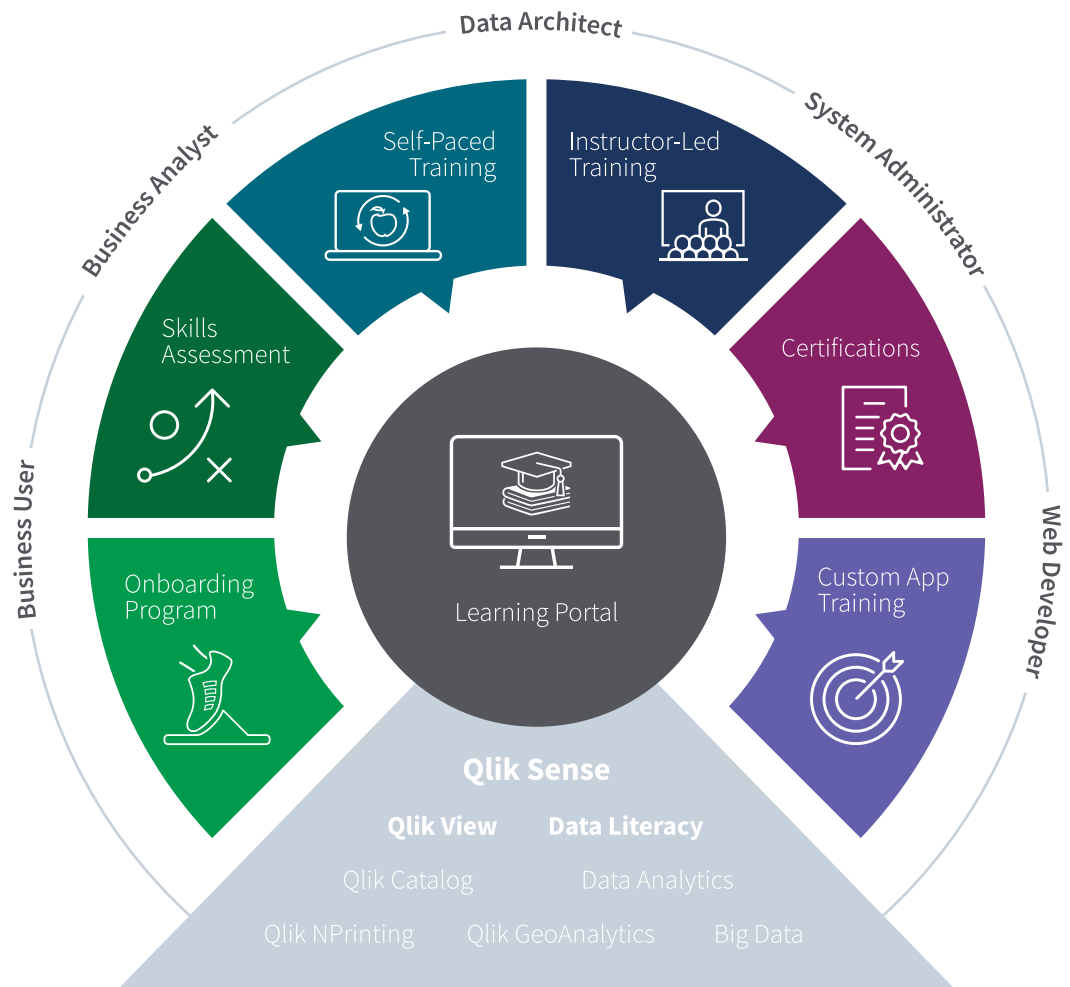 Data Architect
Business Analyst
System Administrator
Business User
Web Developer
Self-Paced
Training
Instructor-Led
Training
Skills
Assessment
Certifications
Onboarding
Program
Custom App
Training
Learning Portal
Qlik Sense
Qlik View
Data Literacy
Qlik Catalog
Data Analytics
Qlik NPrinting
Qlik GeoAnalytics
Big Data